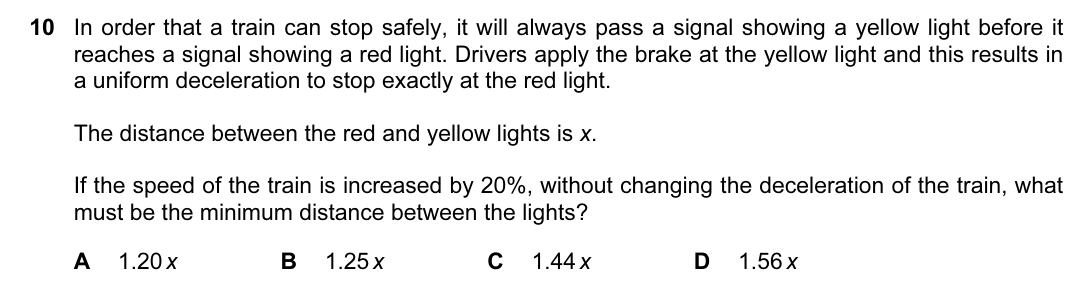 10 In order that a train can stop safely, it will always pass a signal showing a yellow light before it
reaches a signal showing a red light. Drivers apply the brake at the yellow light and this results in
a uniform deceleration to stop exactly at the red light.
The distance between the red and yellow lights is x.
If the speed of the train is increased by 20%, without changing the deceleration of the train, what
must be the minimum distance between the lights?
A 1.20x B 1.25x C 1.44x D 1.56x